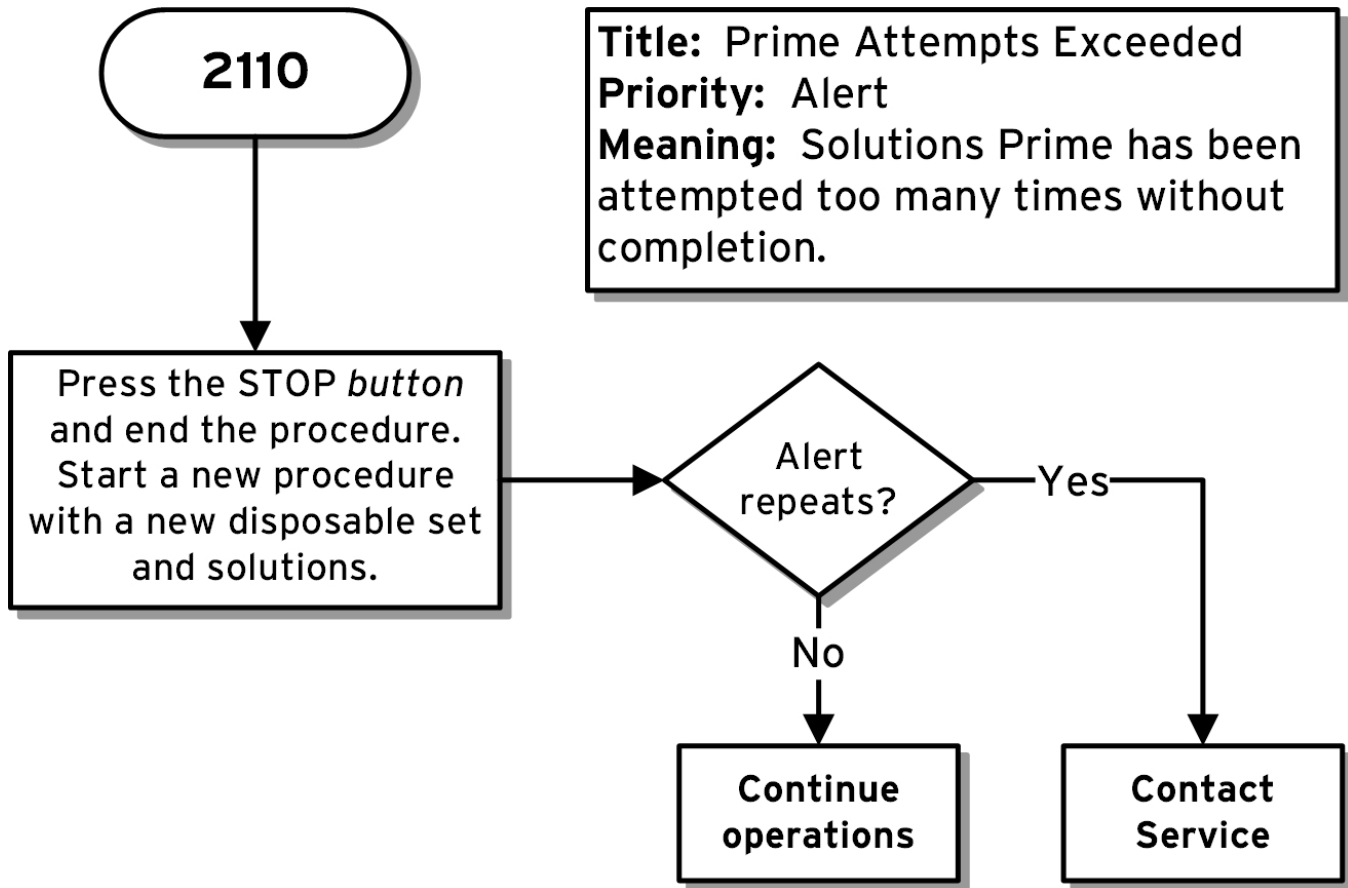 2110
Title: Prime Attempts Exceeded
Priority: Alert
Meaning: Solutions Prime has been
attempted too many times without
completion.
Press the STOP button
and end the procedure.
Start a new procedure
with a new disposable set
and solutions.
Alert
repeats?
Yes
No
Continue
operations
Contact
Service